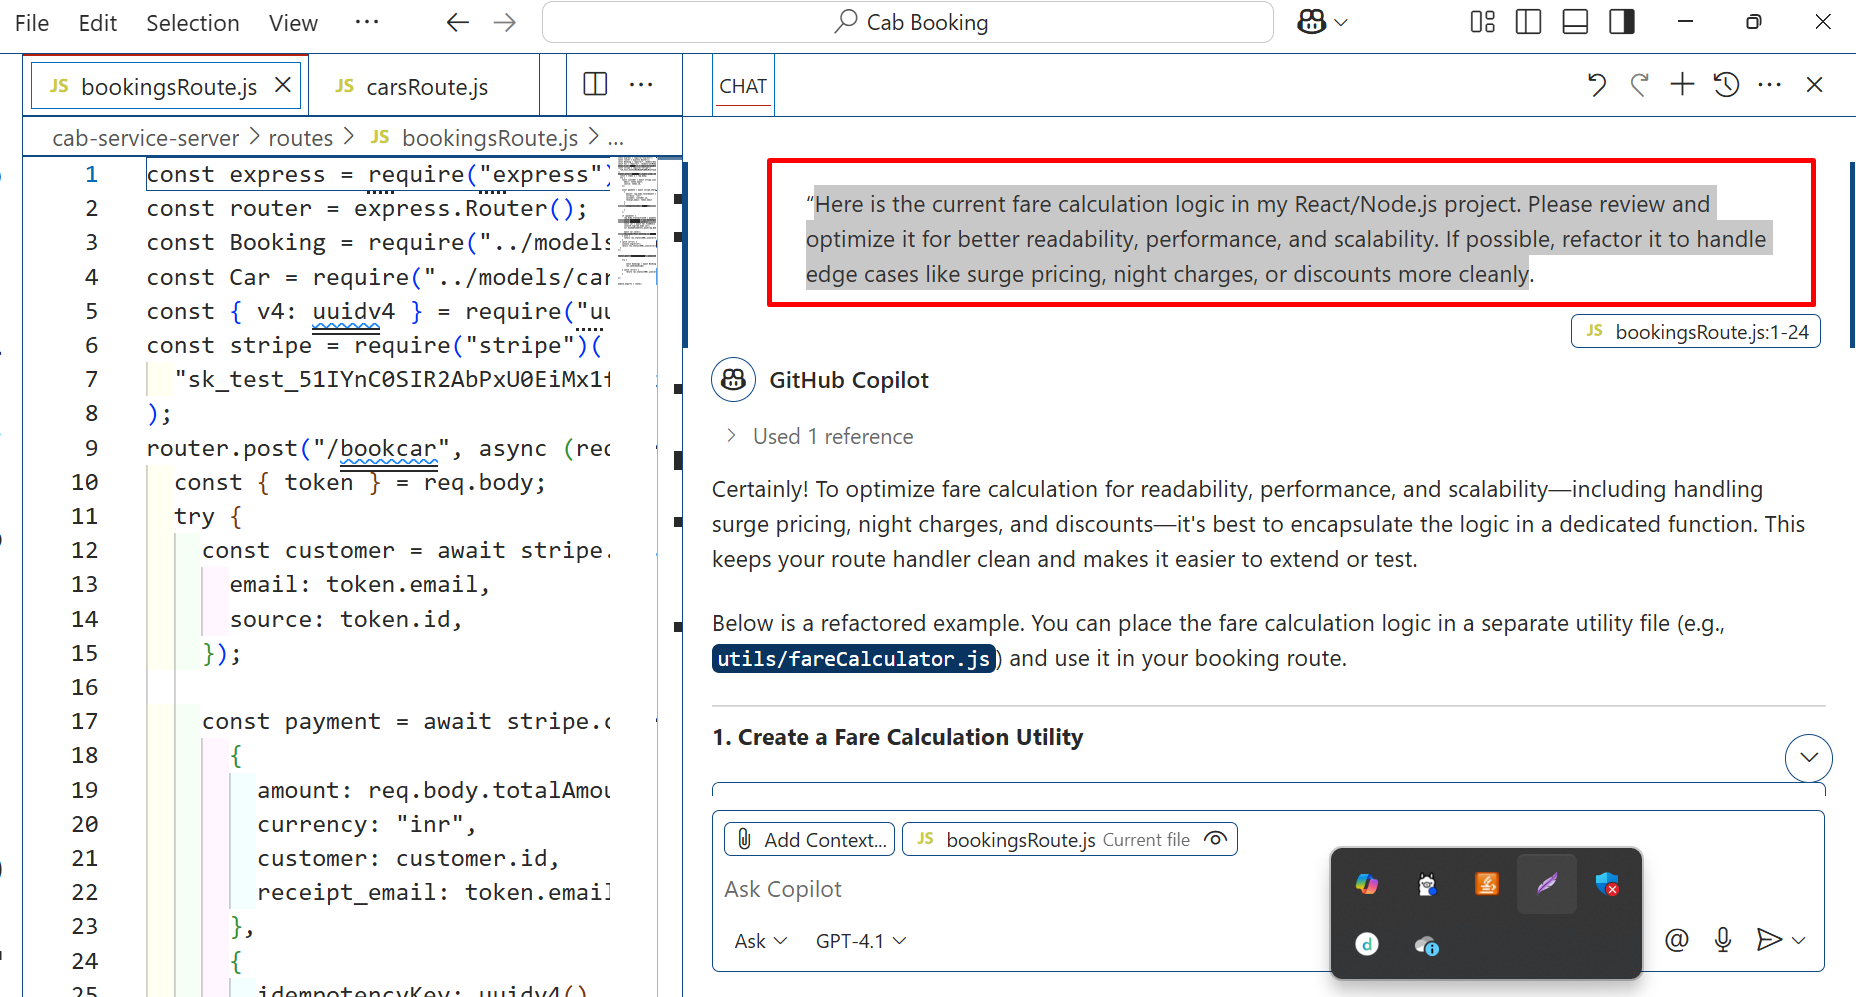 File Edit Selection View ··· Cab Booking
JS bookingsRoute.js JS carsRoute.js ··· CHAT
cab-service-server > routes > JS bookingsRoute.js > ...
1 const express = require("express")
2 const router = express.Router();
3 const Booking = require("../models
4 const Car = require("../models/car
5 const { v4: uuidv4 } = require("uu
6 const stripe = require("stripe")(
7 "sk_test_51IYnC0SIR2AbPxU0EiMx1f
8 );
9 router.post("/bookcar", async (req
10 const { token } = req.body;
11 try {
12 const customer = await stripe.
13 email: token.email,
14 source: token.id,
15 });
16
17 const payment = await stripe.c
18 {
19 amount: req.body.totalAmou
20 currency: "inr",
21 customer: customer.id,
22 receipt_email: token.email
23 },
24 {
25 idempotencyKey: uuidv4()
“Here is the current fare calculation logic in my React/Node.js project. Please review and
optimize it for better readability, performance, and scalability. If possible, refactor it to handle
edge cases like surge pricing, night charges, or discounts more cleanly.
JS bookingsRoute.js:1-24
GitHub Copilot
> Used 1 reference
Certainly! To optimize fare calculation for readability, performance, and scalability—including handling
surge pricing, night charges, and discounts—it's best to encapsulate the logic in a dedicated function. This
keeps your route handler clean and makes it easier to extend or test.
Below is a refactored example. You can place the fare calculation logic in a separate utility file (e.g.,
utils/fareCalculator.js) and use it in your booking route.
1. Create a Fare Calculation Utility
Add Context... JS bookingsRoute.js Current file
Ask Copilot
Ask GPT-4.1 @